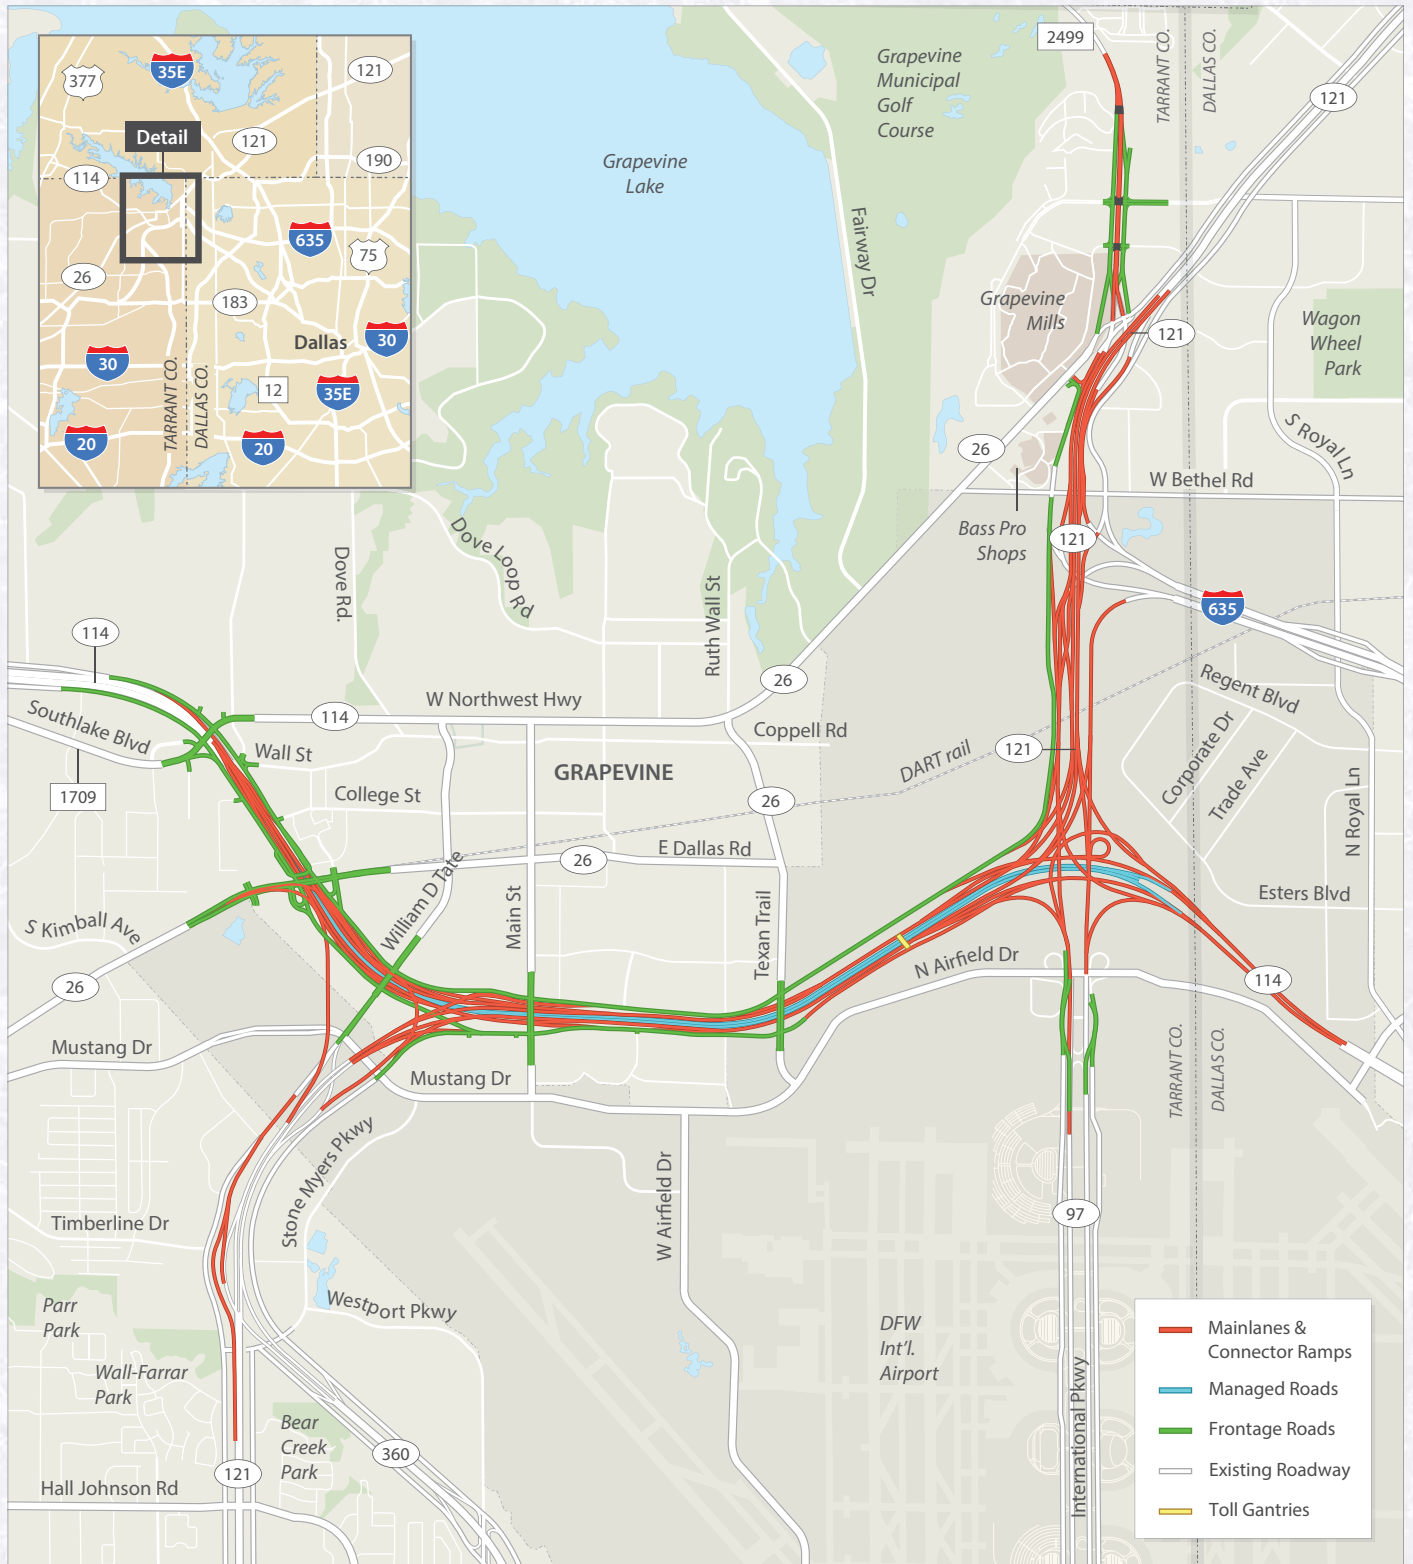 377
35E
121
Detail
121
190
114
635
75
26
183
Dallas
30
30
12
35E
TARRANT CO.
DALLAS CO.
20
20
2499
TARRANT CO.
DALLAS CO.
121
Grapevine
Municipal
Golf
Course
Grapevine
Lake
Fairway Dr
Grapevine
Mills
121
Wagon
Wheel
Park
S Royal Ln
26
W Bethel Rd
Bass Pro
Shops
121
635
Dove Rd.
Dove Loop Rd
Ruth Wall St
114
26
Regent Blvd
Southlake Blvd
114
W Northwest Hwy
Coppell Rd
Wall St
GRAPEVINE
DART rail
121
Corporate Dr
Trade Ave
1709
College St
26
N Royal Ln
E Dallas Rd
26
William D Tate
Main St
Texan Trail
Esters Blvd
S Kimball Ave
N Airfield Dr
26
114
Mustang Dr
Mustang Dr
TARRANT CO.
DALLAS CO.
Stone Myers Pkwy
W Airfield Dr
Timberline Dr
97
Westport Pkwy
Parr
Park
DFW
Int'l.
Airport
Wall-Farrar
Park
Bear
Creek
Park
International Pkwy
360
121
Hall Johnson Rd
Mainlanes &
Connector Ramps
Managed Roads
Frontage Roads
Existing Roadway
Toll Gantries